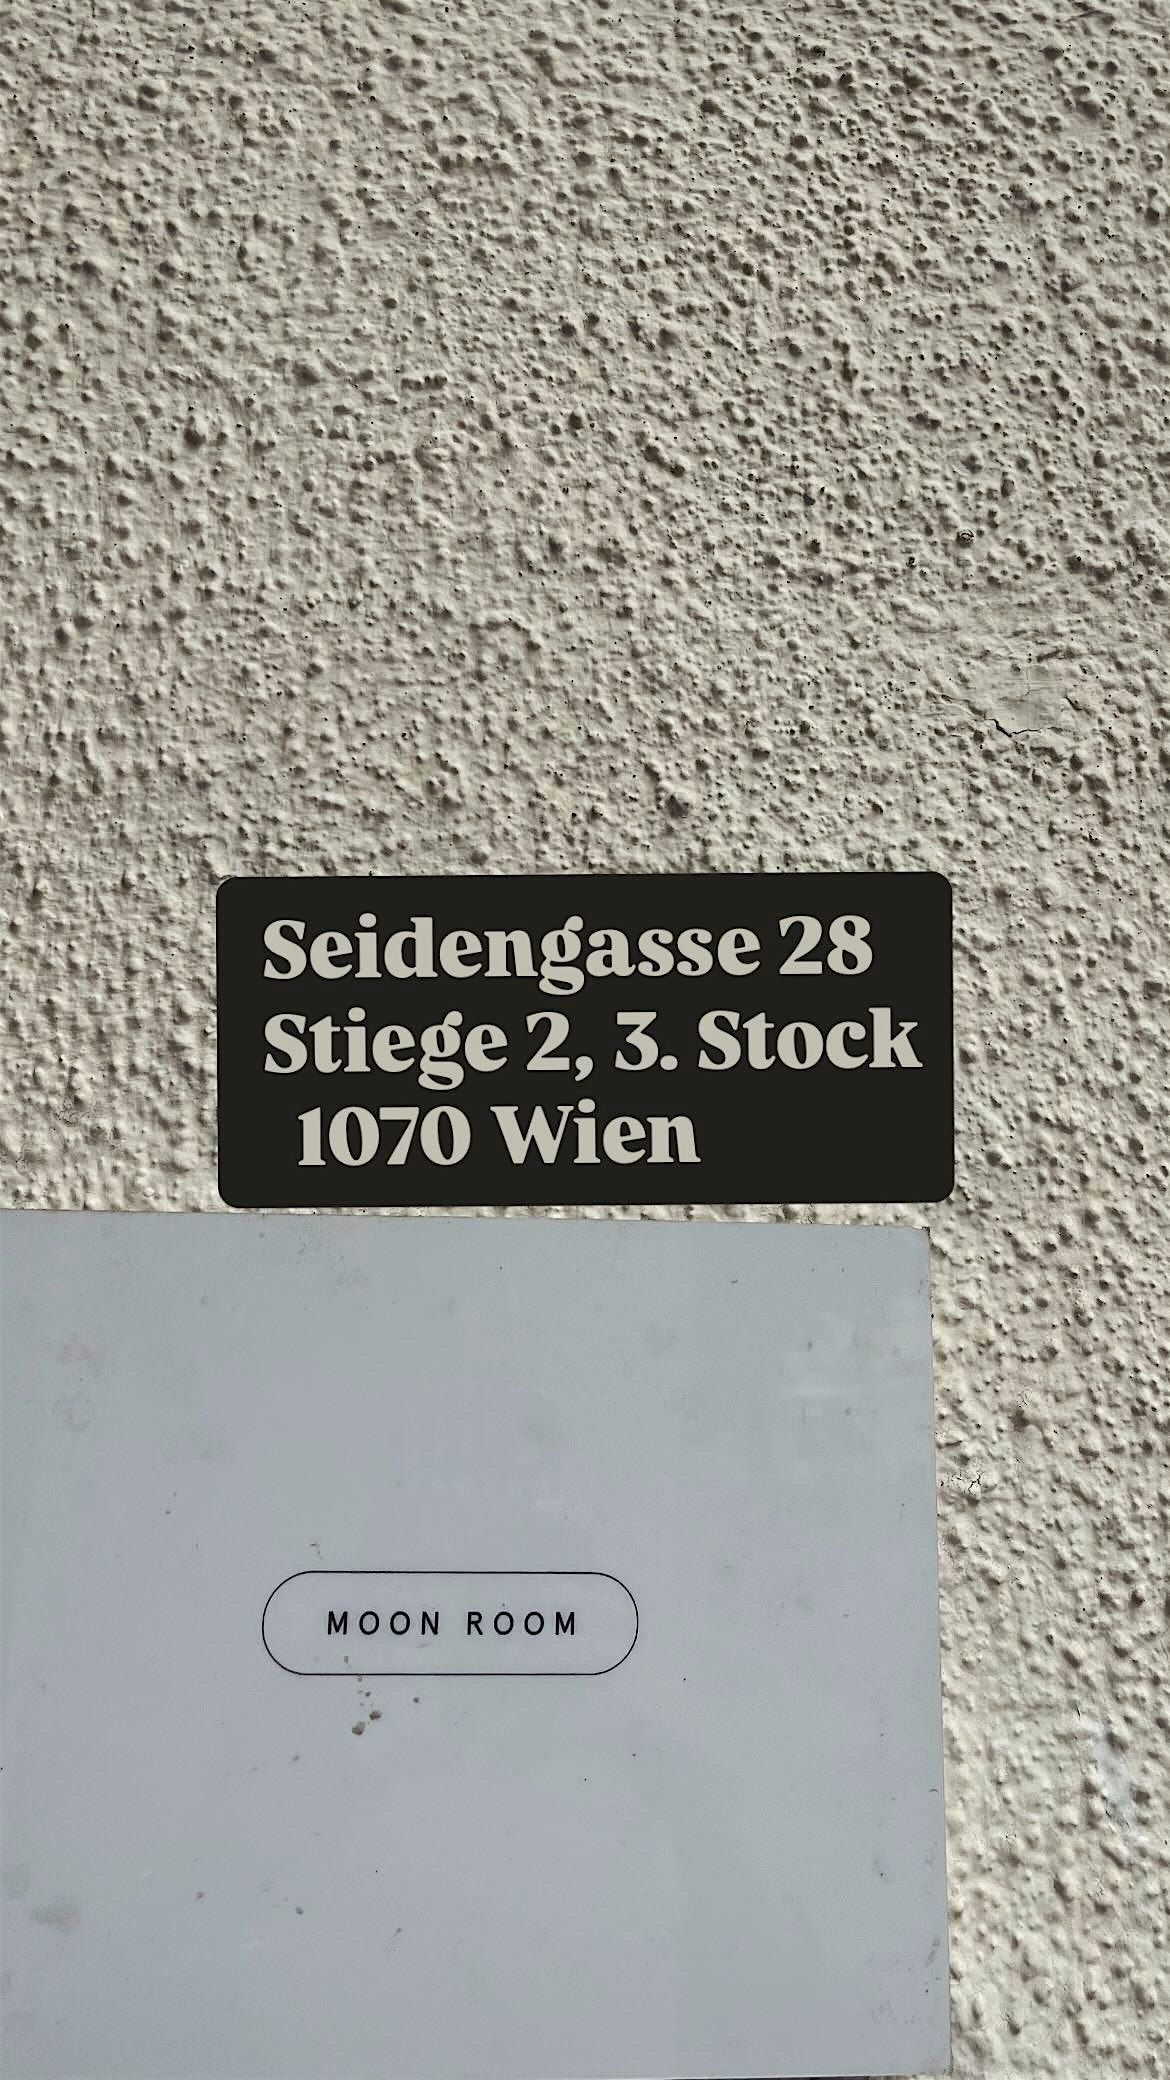 Seidengasse 28
Stiege 2, 3. Stock
1070 Wien
MOON ROOM